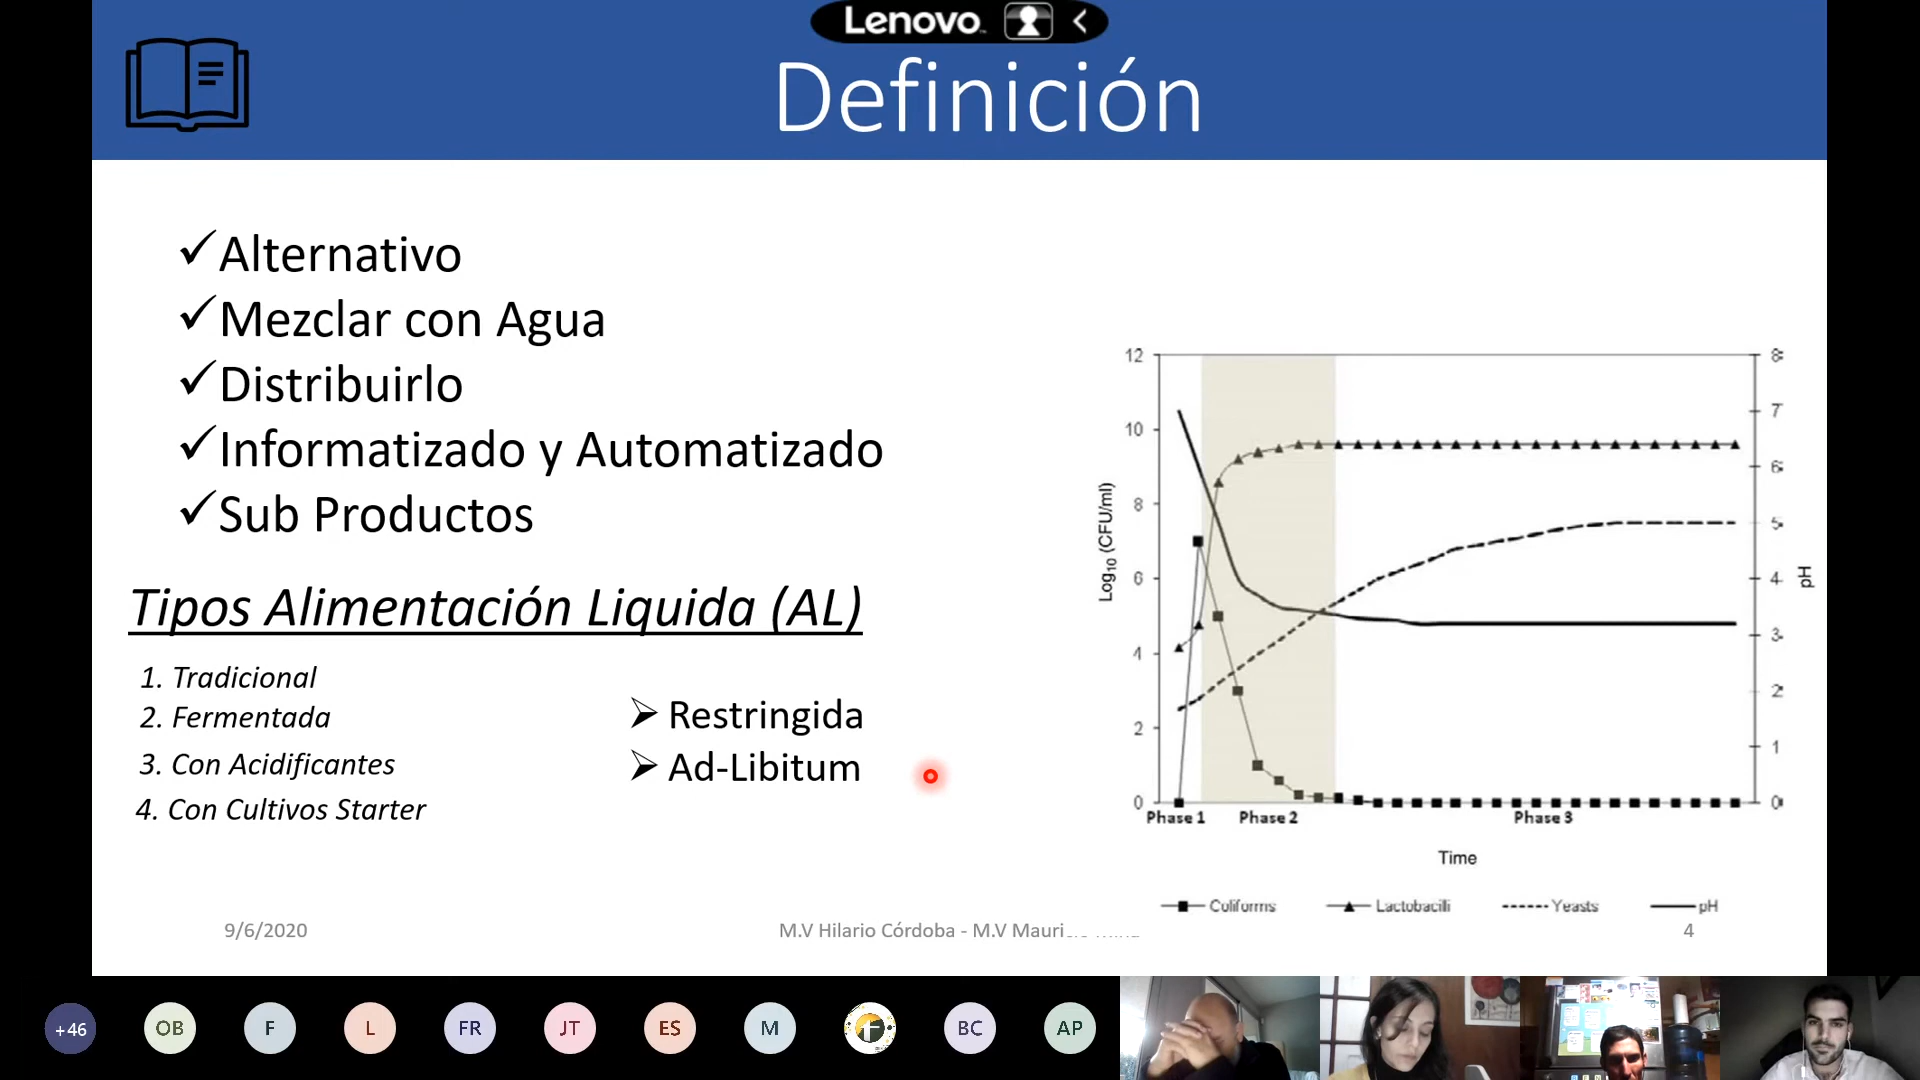 Lenovo
Definición
Alternativo
Mezclar con Agua
Distribuirlo
Informatizado y Automatizado
Sub Productos
Tipos Alimentación Liquida (AL)
1. Tradicional
2. Fermentada
3. Con Acidificantes
4. Con Cultivos Starter
Restringida
Ad-Libitum
12
10
8
6
4
2
0
Log10 (CFU/ml)
8
7
6
5
4
3
2
1
0
pH
Phase 1
Phase 2
Phase 3
Time
Coliforms
Lactobacilli
Yeasts
pH
9/6/2020
M.V Hilario Córdoba - M.V
4
+46
OB
F
L
FR
JT
ES
M
BC
AP